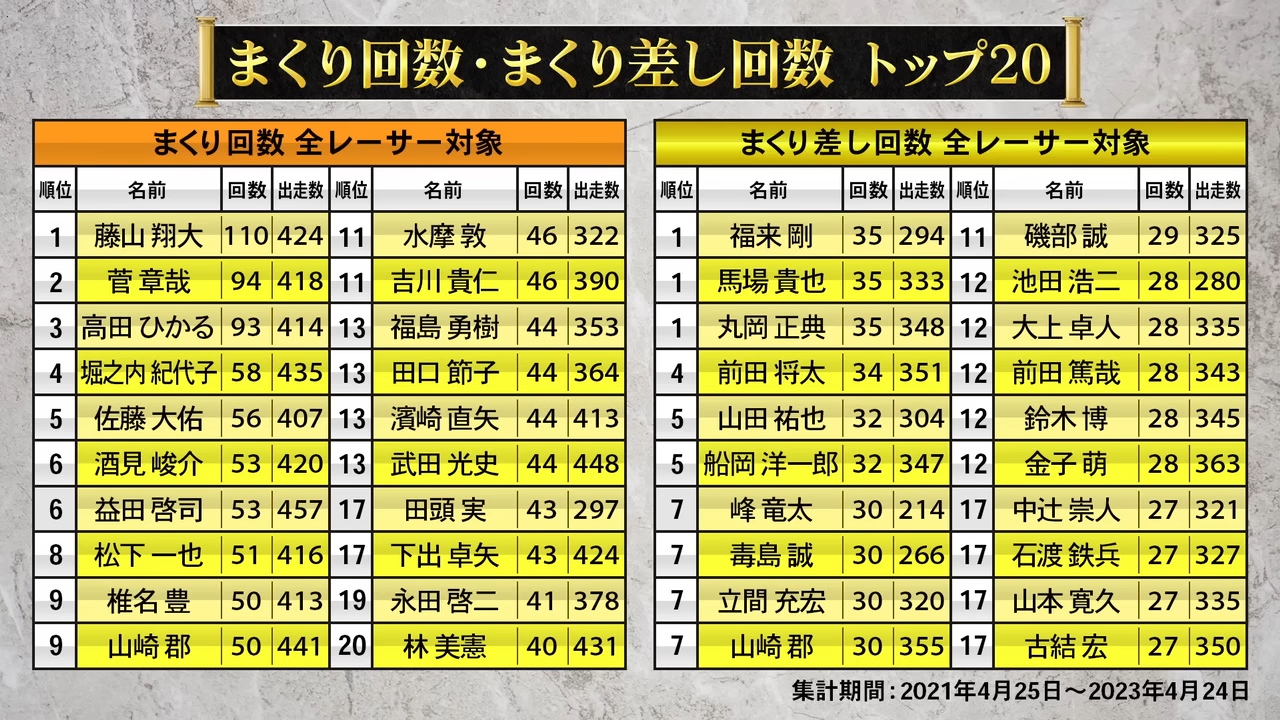 まくり回数・まくり差し回数 トップ20
まくり回数 全レーサー対象
順位 名前 回数 出走数 順位 名前 回数 出走数
1 藤山 翔大 110 424 11 水摩 敦 46 322
2 菅 章哉 94 418 11 吉川 貴仁 46 390
3 高田 ひかる 93 414 13 福島 勇樹 44 353
4 堀之内 紀代子 58 435 13 田口 節子 44 364
5 佐藤 大佑 56 407 13 濱崎 直矢 44 413
6 酒見 峻介 53 420 13 武田 光史 44 448
6 益田 啓司 53 457 17 田頭 実 43 297
8 松下 一也 51 416 17 下出 卓矢 43 424
9 椎名 豊 50 413 19 永田 啓二 41 378
9 山崎 郡 50 441 20 林 美憲 40 431
まくり差し回数 全レーサー対象
順位 名前 回数 出走数 順位 名前 回数 出走数
1 福来 剛 35 294 11 磯部 誠 29 325
1 馬場 貴也 35 333 12 池田 浩二 28 280
1 丸岡 正典 35 348 12 大上 卓人 28 335
4 前田 将太 34 351 12 前田 篤哉 28 343
5 山田 祐也 32 304 12 鈴木 博 28 345
5 船岡 洋一郎 32 347 12 金子 萌 28 363
7 峰 竜太 30 214 17 中辻 崇人 27 321
7 毒島 誠 30 266 17 石渡 鉄兵 27 327
7 立間 充宏 30 320 17 山本 寛久 27 335
7 山崎 郡 30 355 17 古結 宏 27 350
集計期間：2021年4月25日～2023年4月24日